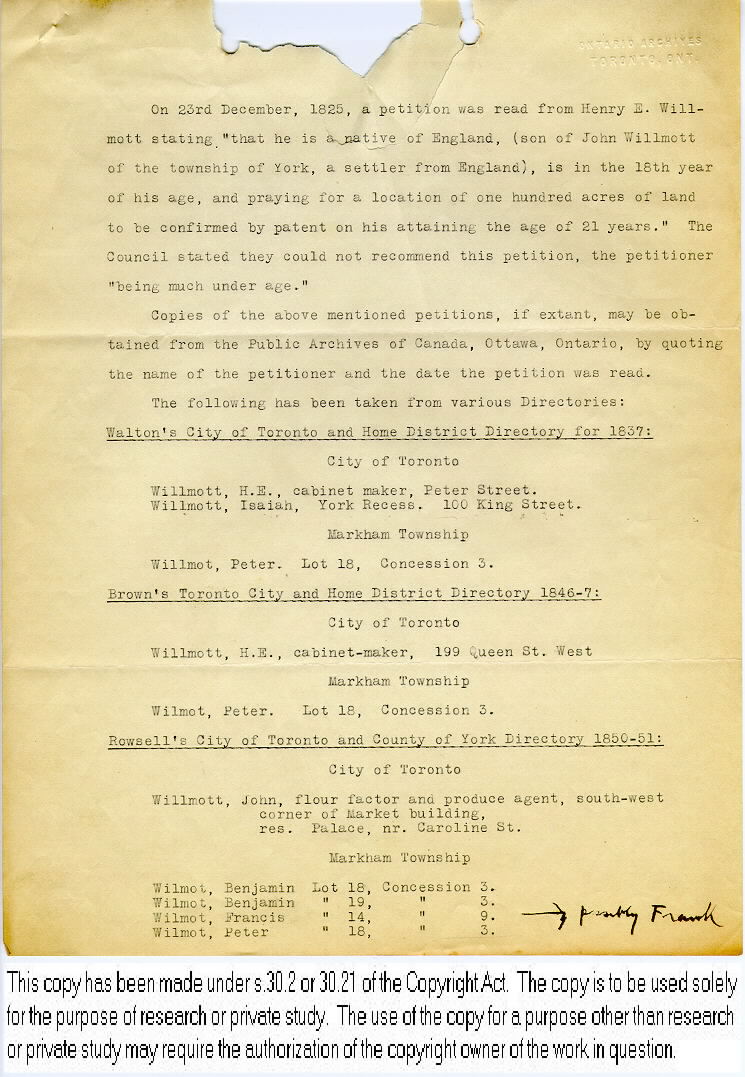 ONTARIO ARCHIVES
TORONTO, ONT.
On 23rd December, 1825, a petition was read from Henry E. Will-
mott stating "that he is a native of England, (son of John Willmott
of the township of York, a settler from England), is in the 18th year
of his age, and praying for a location of one hundred acres of land
to be confirmed by patent on his attaining the age of 21 years." The
Council stated they could not recommend this petition, the petitioner
"being much under age."
Copies of the above mentioned petitions, if extant, may be ob-
tained from the Public Archives of Canada, Ottawa, Ontario, by quoting
the name of the petitioner and the date the petition was read.
The following has been taken from various Directories:
Walton's City of Toronto and Home District Directory for 1837:
City of Toronto
Willmott, H.E., cabinet maker, Peter Street.
Willmott, Isaiah, York Recess. 100 King Street.
Markham Township
Willmot, Peter. Lot 18, Concession 3.
Brown's Toronto City and Home District Directory 1846-7:
City of Toronto
Willmott, H.E., cabinet-maker, 199 Queen St. West
Markham Township
Wilmot, Peter. Lot 18, Concession 3.
Rowsell's City of Toronto and County of York Directory 1850-51:
City of Toronto
Willmott, John, flour factor and produce agent, south-west
corner of Market building,
res. Palace, nr. Caroline St.
Markham Township
Wilmot, Benjamin Lot 18, Concession 3.
Wilmot, Benjamin " 19, " 3.
Wilmot, Francis " 14, " 9. → possibly Frank
Wilmot, Peter " 18, " 3.
This copy has been made under s.30.2 or 30.21 of the Copyright Act. The copy is to be used solely
for the purpose of research or private study. The use of the copy for a purpose other than research
or private study may require the authorization of the copyright owner of the work in question.